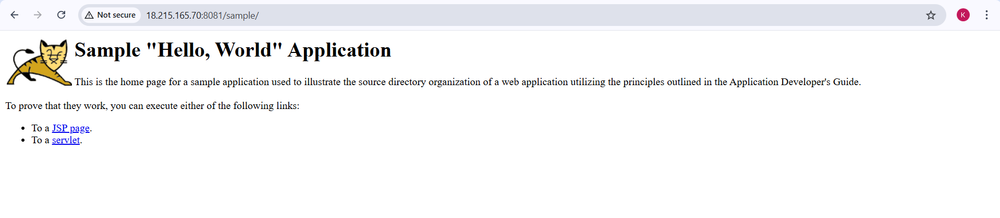 Not secure 18.215.165.70:8081/sample/ K
Sample "Hello, World" Application
This is the home page for a sample application used to illustrate the source directory organization of a web application utilizing the principles outlined in the Application Developer's Guide.
To prove that they work, you can execute either of the following links:
• To a JSP page.
• To a servlet.